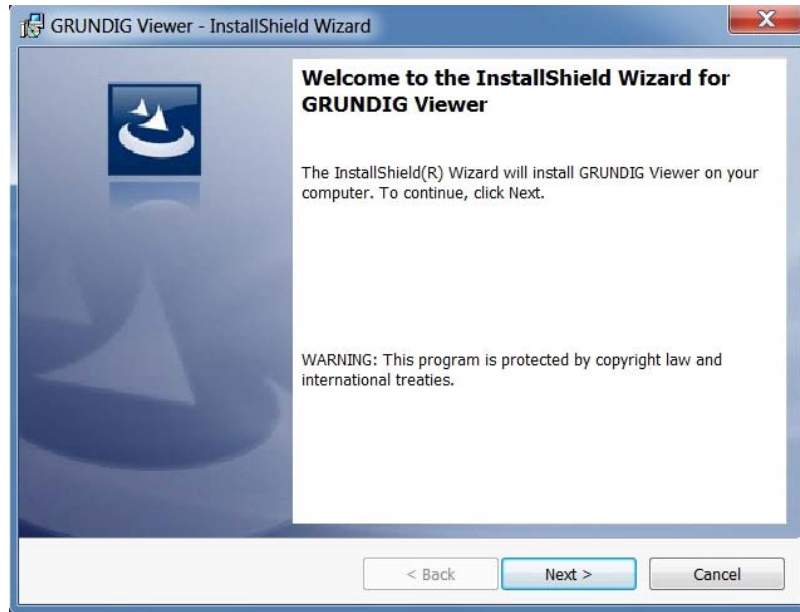 GRUNDIG Viewer - InstallShield Wizard
X
Welcome to the InstallShield Wizard for
GRUNDIG Viewer
The InstallShield(R) Wizard will install GRUNDIG Viewer on your
computer. To continue, click Next.
WARNING: This program is protected by copyright law and
international treaties.
< Back
Next >
Cancel